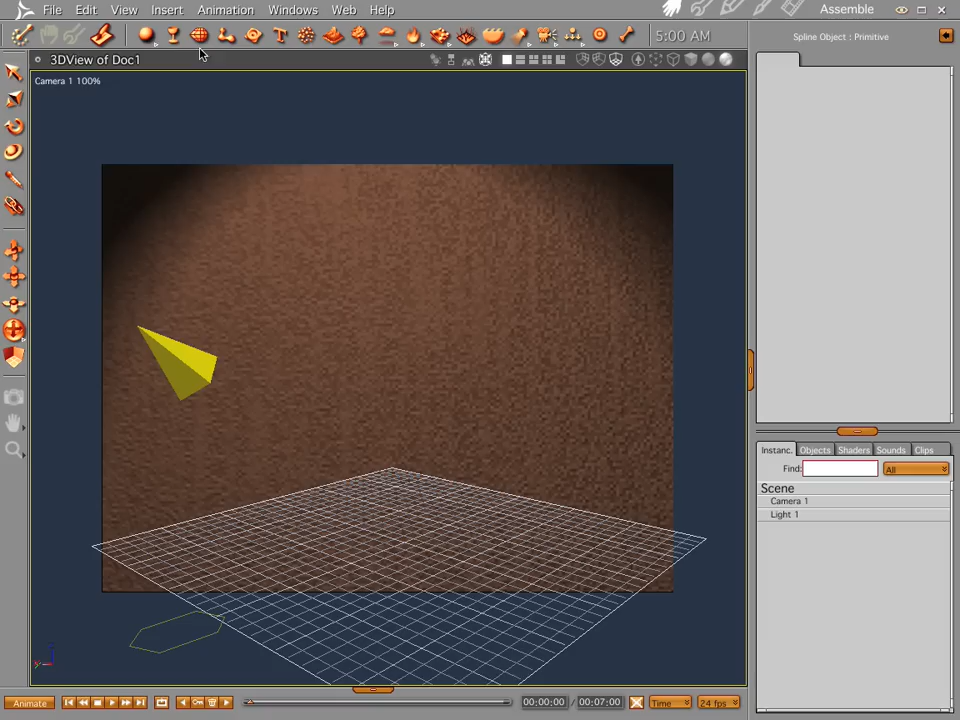 File Edit View Insert Animation Windows Web Help Assemble
5:00 AM
Spline Object : Primitive
3DView of Doc1
Camera 1 100%
Instanc. Objects Shaders Sounds Clips
Find: All
Scene
Camera 1
Light 1
Animate 00:00:00 / 00:07:00 Time 24 fps